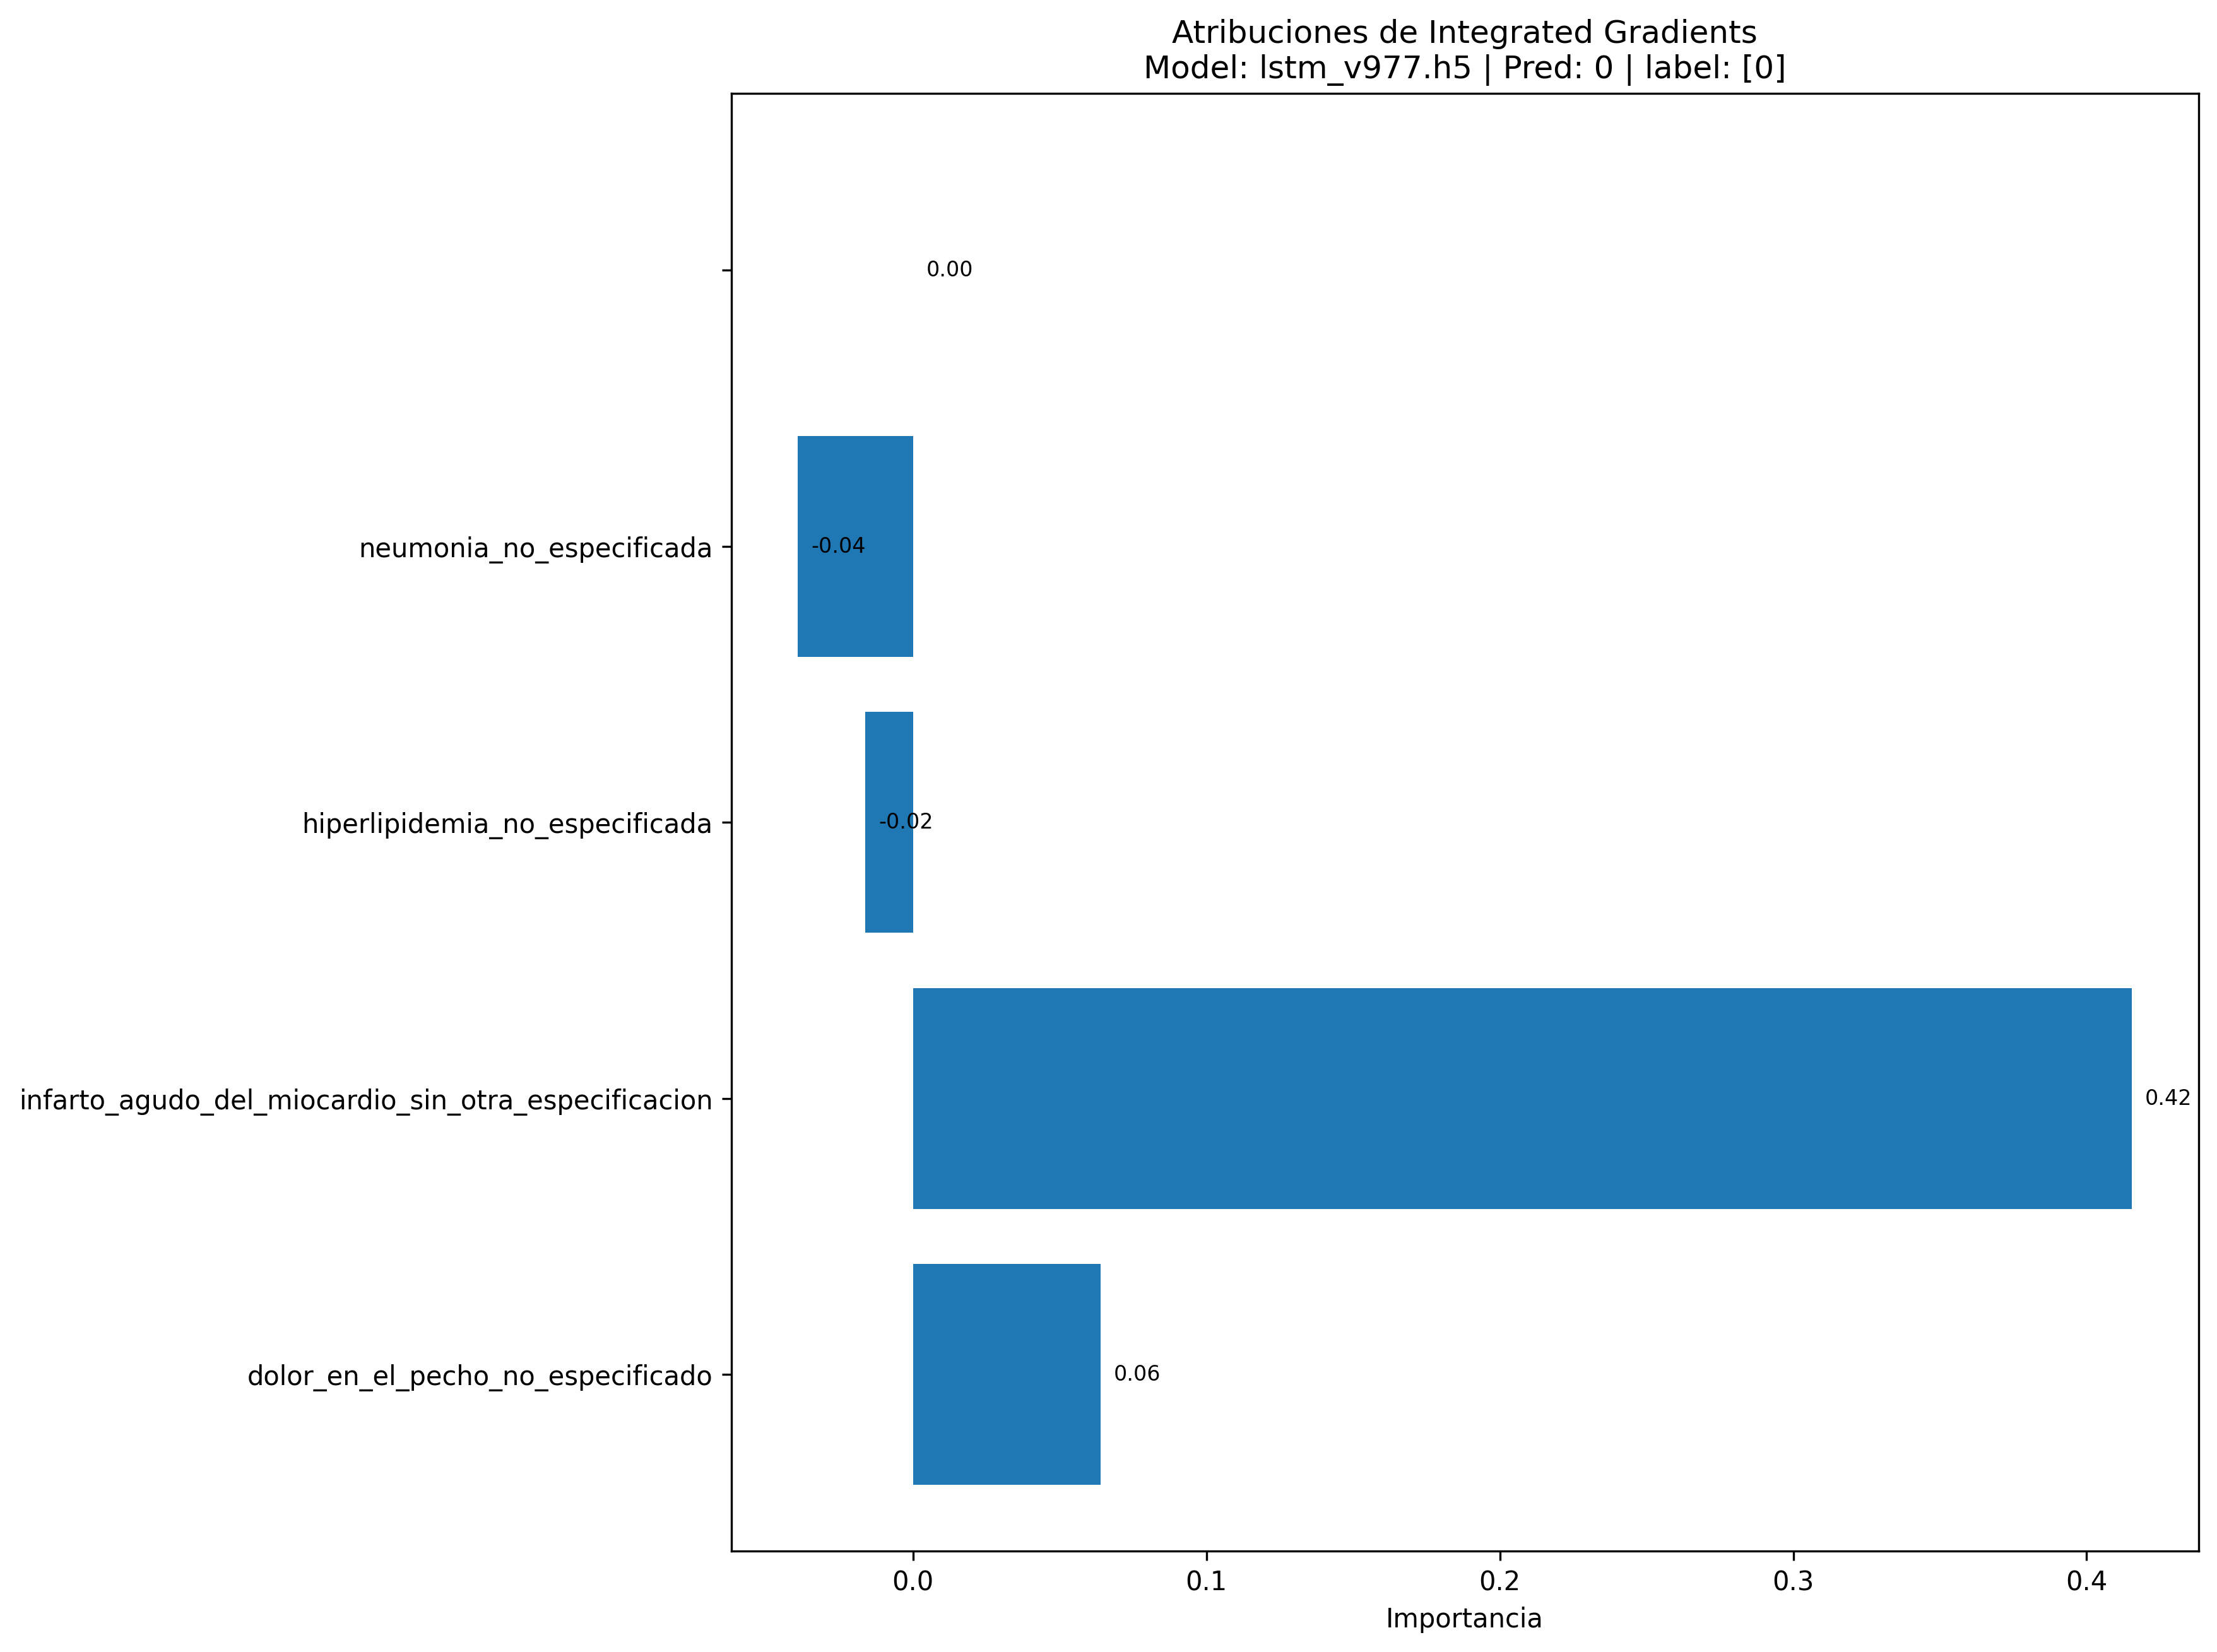 Atribuciones de Integrated Gradients
Model: lstm_v977.h5 | Pred: 0 | label: [0]
0.00
neumonia_no_especificada
-0.04
hiperlipidemia_no_especificada
-0.02
infarto_agudo_del_miocardio_sin_otra_especificacion
0.42
dolor_en_el_pecho_no_especificado
0.06
0.0 0.1 0.2 0.3 0.4
Importancia